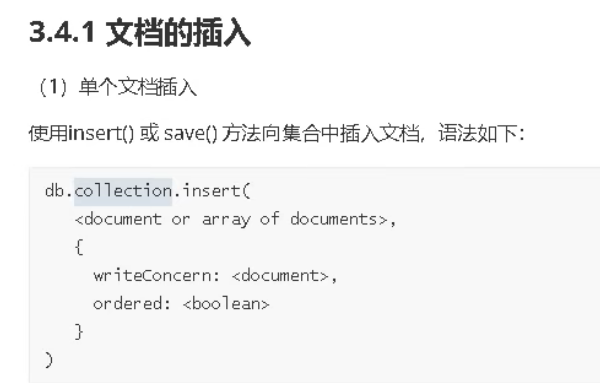 3.4.1 文档的插入
（1）单个文档插入
使用insert() 或 save() 方法向集合中插入文档，语法如下：
db.collection.insert(
<document or array of documents>,
{
writeConcern: <document>,
ordered: <boolean>
}
)